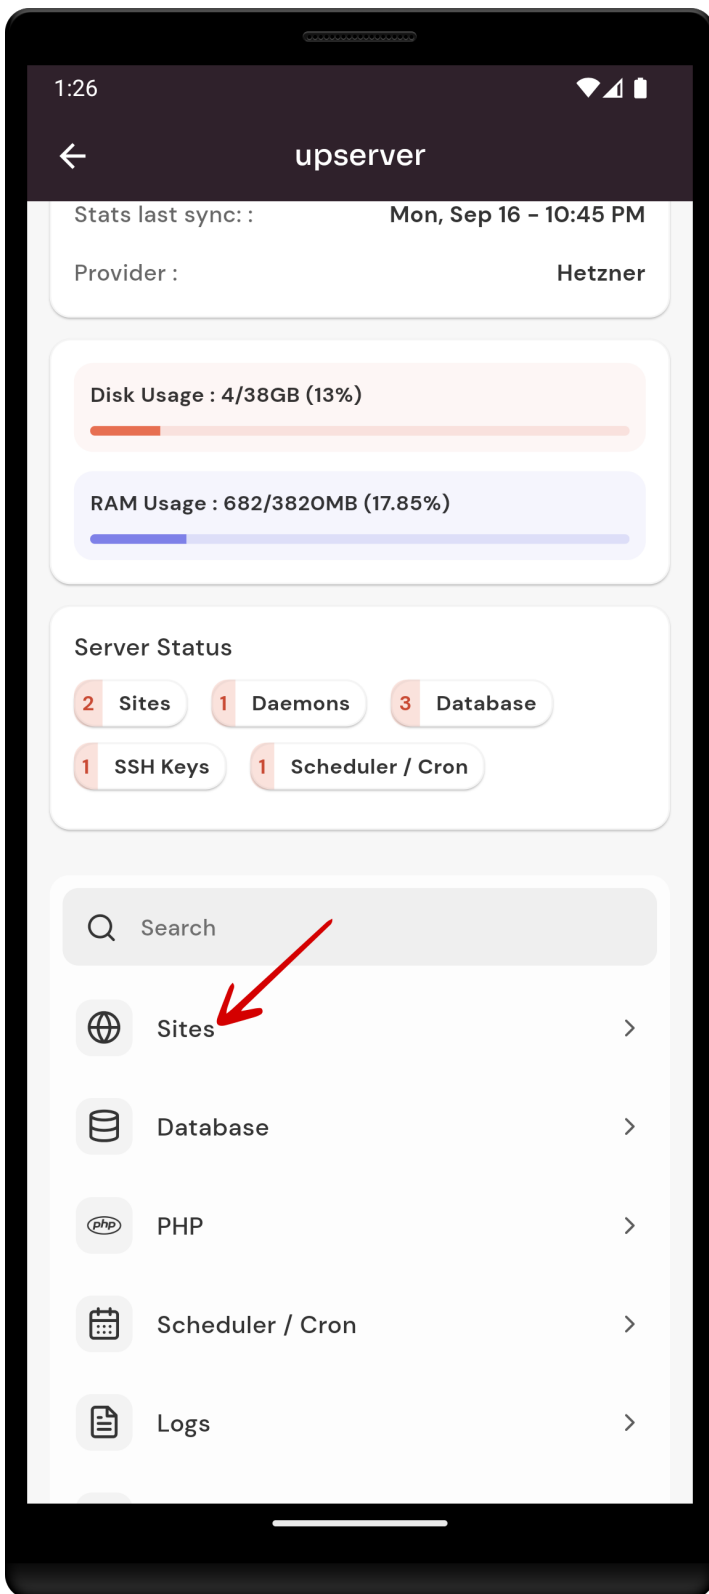 1:26
upserver
Stats last sync: : Mon, Sep 16 - 10:45 PM
Provider : Hetzner
Disk Usage : 4/38GB (13%)
RAM Usage : 682/3820MB (17.85%)
Server Status
2 Sites 1 Daemons 3 Database
1 SSH Keys 1 Scheduler / Cron
Search
Sites
Database
php PHP
Scheduler / Cron
Logs